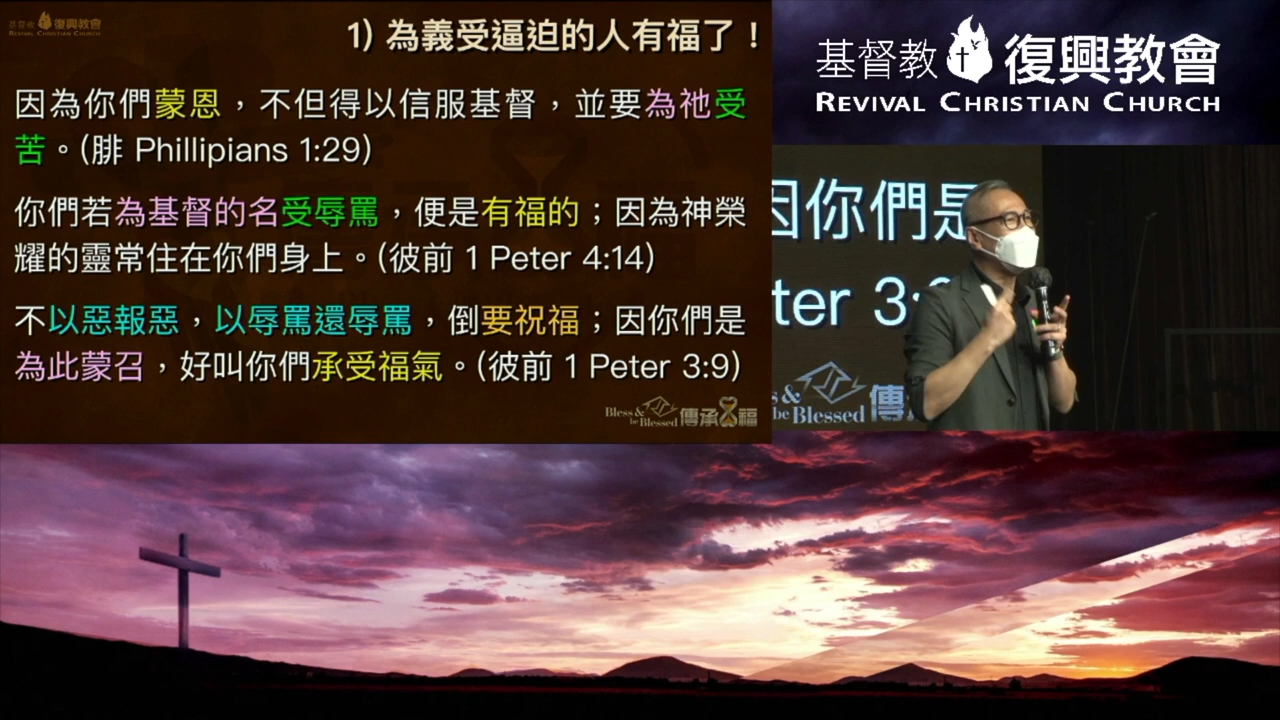 基督教復興教會
REVIVAL CHRISTIAN CHURCH
1) 為義受逼迫的人有福了！
因為你們蒙恩，不但得以信服基督，並要為祂受
苦。(腓 Phillipians 1:29)
你們若為基督的名受辱罵，便是有福的；因為神榮
耀的靈常住在你們身上。(彼前 1 Peter 4:14)
不以惡報惡，以辱罵還辱罵，倒要祝福；因你們是
為此蒙召，好叫你們承受福氣。(彼前 1 Peter 3:9)
Bless &
be Blessed
傳承 福
基督教 復興教會
REVIVAL CHRISTIAN CHURCH
因你們是
ter 3:
s &
be Blessed
傳